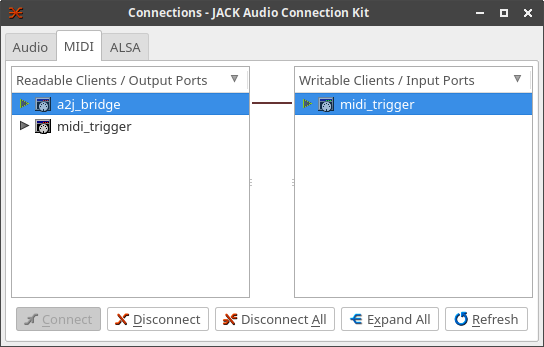 Connections - JACK Audio Connection Kit
Audio MIDI ALSA
Readable Clients / Output Ports Writable Clients / Input Ports
a2j_bridge midi_trigger
midi_trigger
Connect Disconnect Disconnect All Expand All Refresh